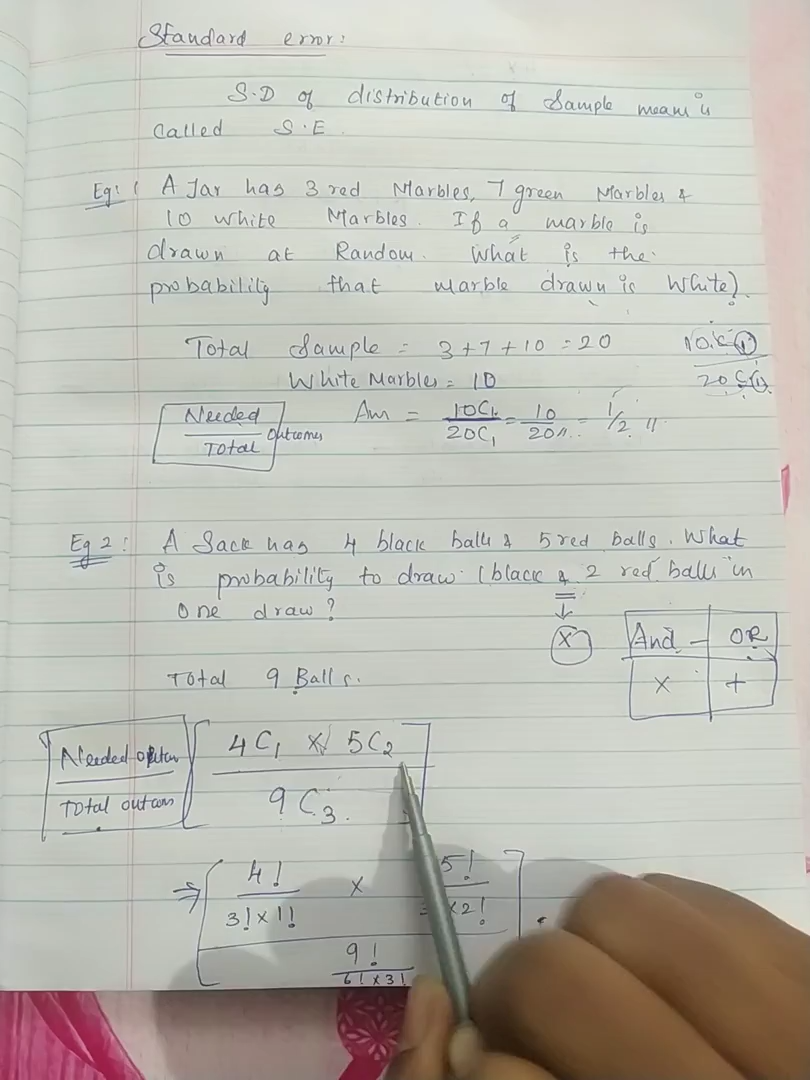 Standard error:
S.D of distribution of Sample mean is
called S.E.
Eg: 1 A Jar has 3 red Marbles, 7 green Marbles &
10 white Marbles. If a marble is
drawn at Random. What is the
probability that marble drawn is White).
Total Sample = 3+7+10 = 20
10C1
20C1
White Marbles = 10
Needed
Total outcomes
Ans = 10C1/20C1 = 10/20 = 1/2 //
Eg 2: A Sack has 4 black balls & 5 red balls. What
is probability to draw 1 black & 2 red balls in
one draw?
X
And - OR
x +
Total 9 Balls.
Needed
Total
4C1 x 5C2
9C3.
⇒ 4! x 5!
3! x 1! x2!
9!
6! x 3!